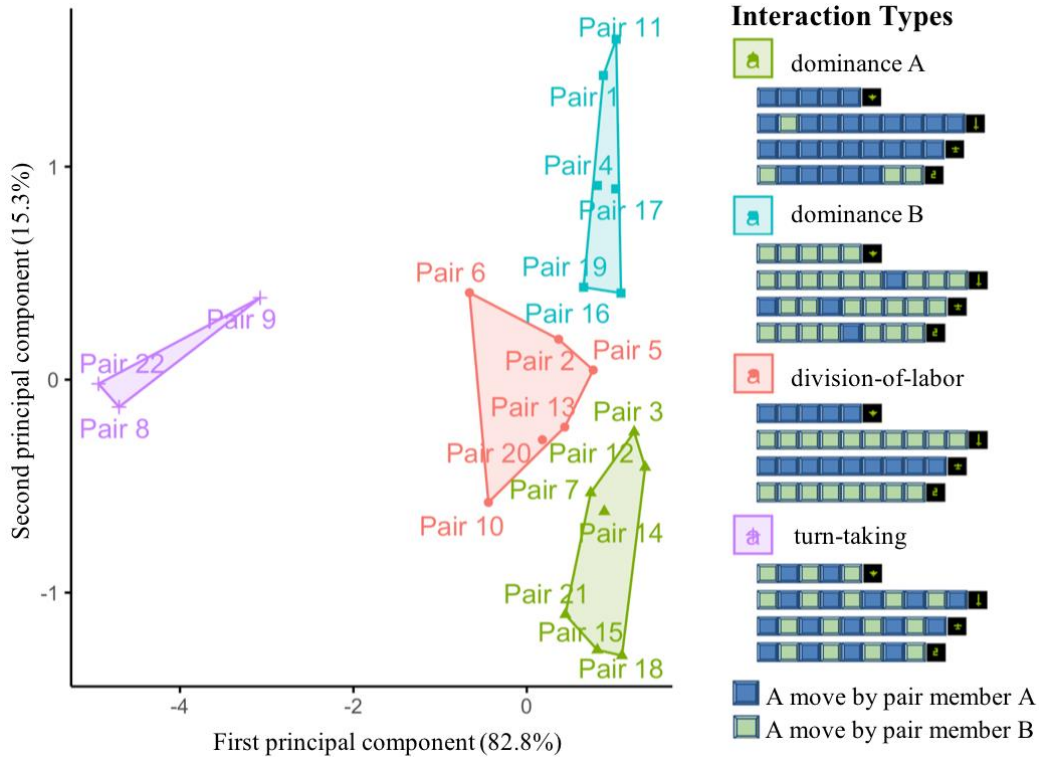 Interaction Types
a dominance A
a dominance B
a division-of-labor
a turn-taking
A move by pair member A
A move by pair member B
Second principal component (15.3%)
1
0
-1
Pair 11
Pair 1
Pair 4
Pair 17
Pair 19
Pair 6
Pair 16
Pair 9
Pair 22
Pair 2
Pair 5
Pair 8
Pair 13
Pair 3
Pair 20
Pair 12
Pair 7
Pair 10
Pair 14
Pair 21
Pair 15
Pair 18
-4
-2
0
First principal component (82.8%)